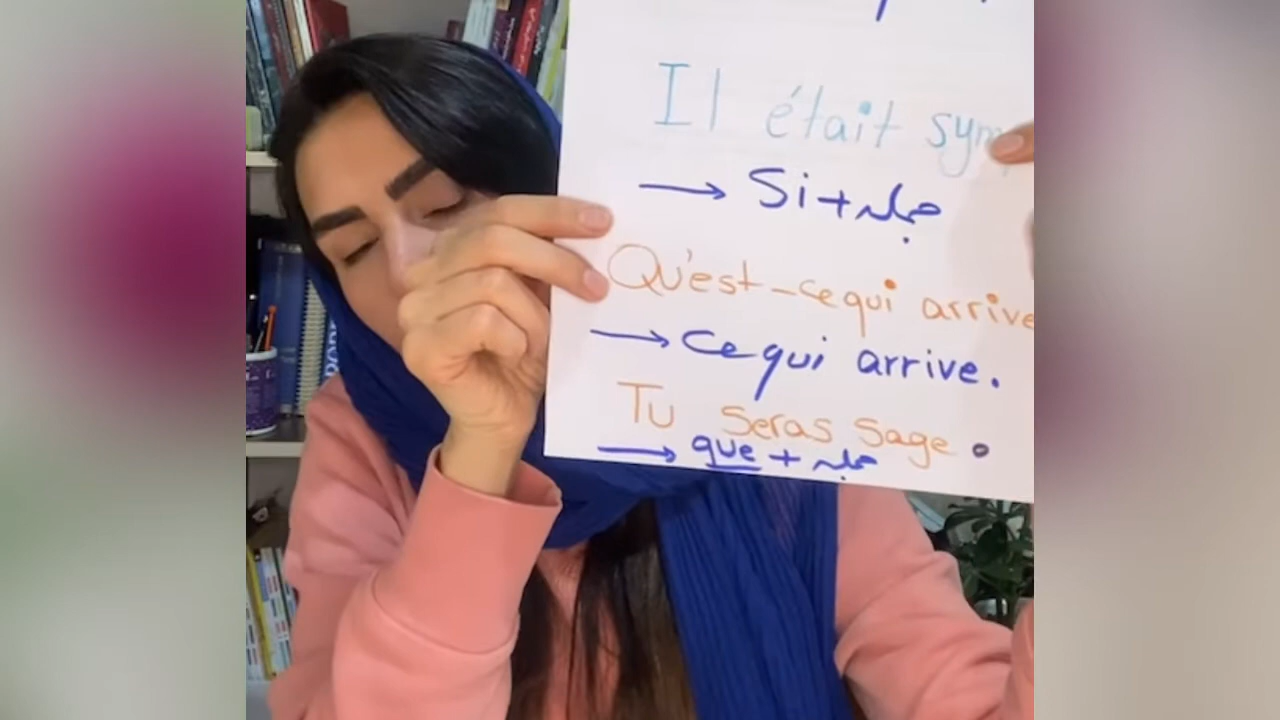 Il était sym
→ Si + جمله
Qu'est-ce qui arrive
→ Ce qui arrive.
Tu seras sage.
→ que + جمله